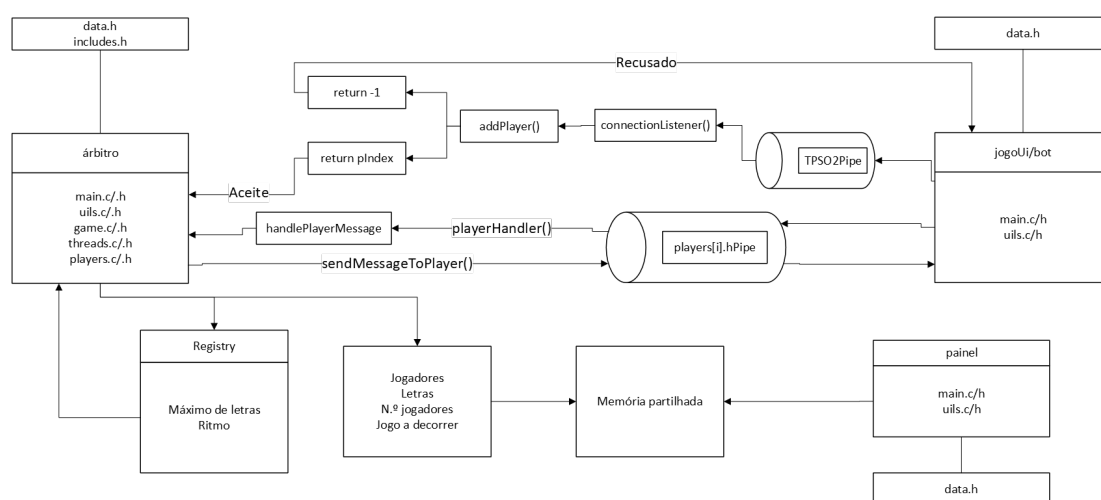 data.h
includes.h
data.h
Recusado
return -1
addPlayer()
connectionListener()
TPSO2Pipe
árbitro
jogoUi/bot
return pIndex
Aceite
main.c/.h
uils.c/.h
game.c/.h
threads.c/.h
players.c/.h
main.c/h
uils.c/h
handlePlayerMessage
playerHandler()
players[i].hPipe
sendMessageToPlayer()
Registry
Máximo de letras
Ritmo
Jogadores
Letras
N.º jogadores
Jogo a decorrer
Memória partilhada
painel
main.c/h
uils.c/h
data.h